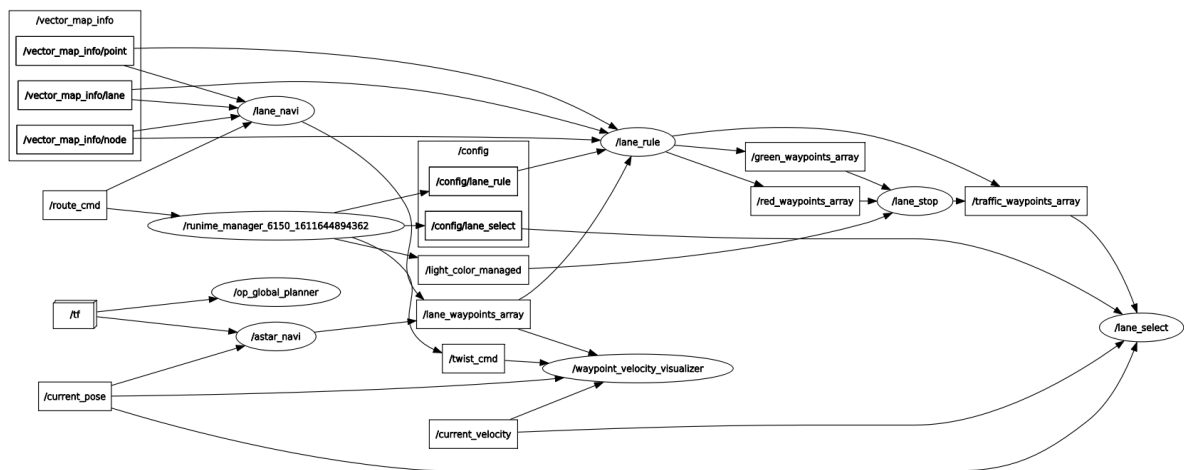 /vector_map_info
/vector_map_info/point
/vector_map_info/lane
/vector_map_info/node
/route_cmd
/tf
/current_pose
/lane_navi
/runime_manager_6150_1611644894362
/op_global_planner
/astar_navi
/config
/config/lane_rule
/config/lane_select
/light_color_managed
/lane_waypoints_array
/twist_cmd
/current_velocity
/lane_rule
/waypoint_velocity_visualizer
/green_waypoints_array
/red_waypoints_array
/lane_stop
/traffic_waypoints_array
/lane_select